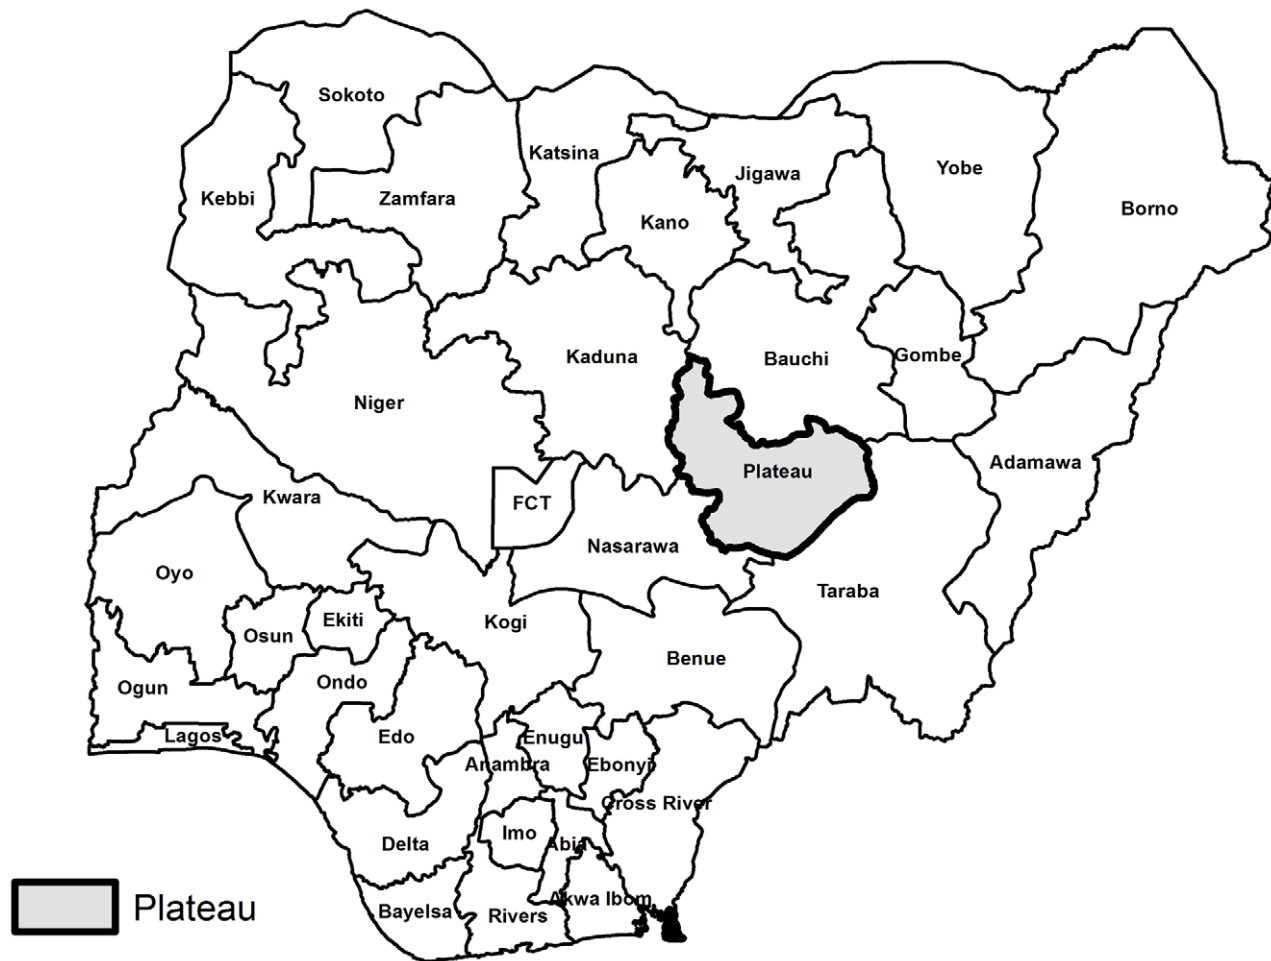 Sokoto
Katsina
Yobe
Jigawa
Kebbi
Zamfara
Borno
Kano
Kaduna
Bauchi
Gombe
Niger
Adamawa
Plateau
Kwara
FCT
Nasarawa
Oyo
Taraba
Ekiti
Kogi
Osun
Benue
Ogun
Ondo
Lagos
Edo
Enugu
Anambra
Ebonyi
Cross River
Imo
Delta
Abia
Akwa Ibom
Bayelsa
Rivers
Plateau